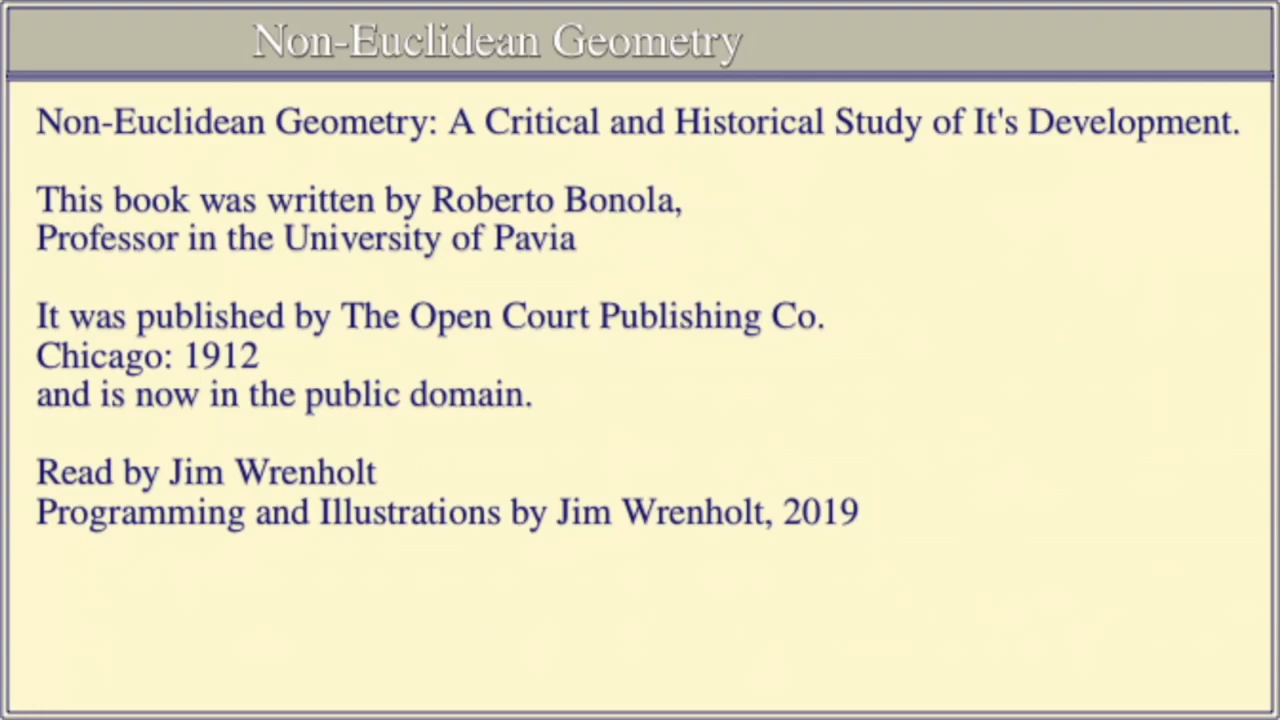 Non-Euclidean Geometry
Non-Euclidean Geometry: A Critical and Historical Study of It's Development.
This book was written by Roberto Bonola,
Professor in the University of Pavia
It was published by The Open Court Publishing Co.
Chicago: 1912
and is now in the public domain.
Read by Jim Wrenholt
Programming and Illustrations by Jim Wrenholt, 2019